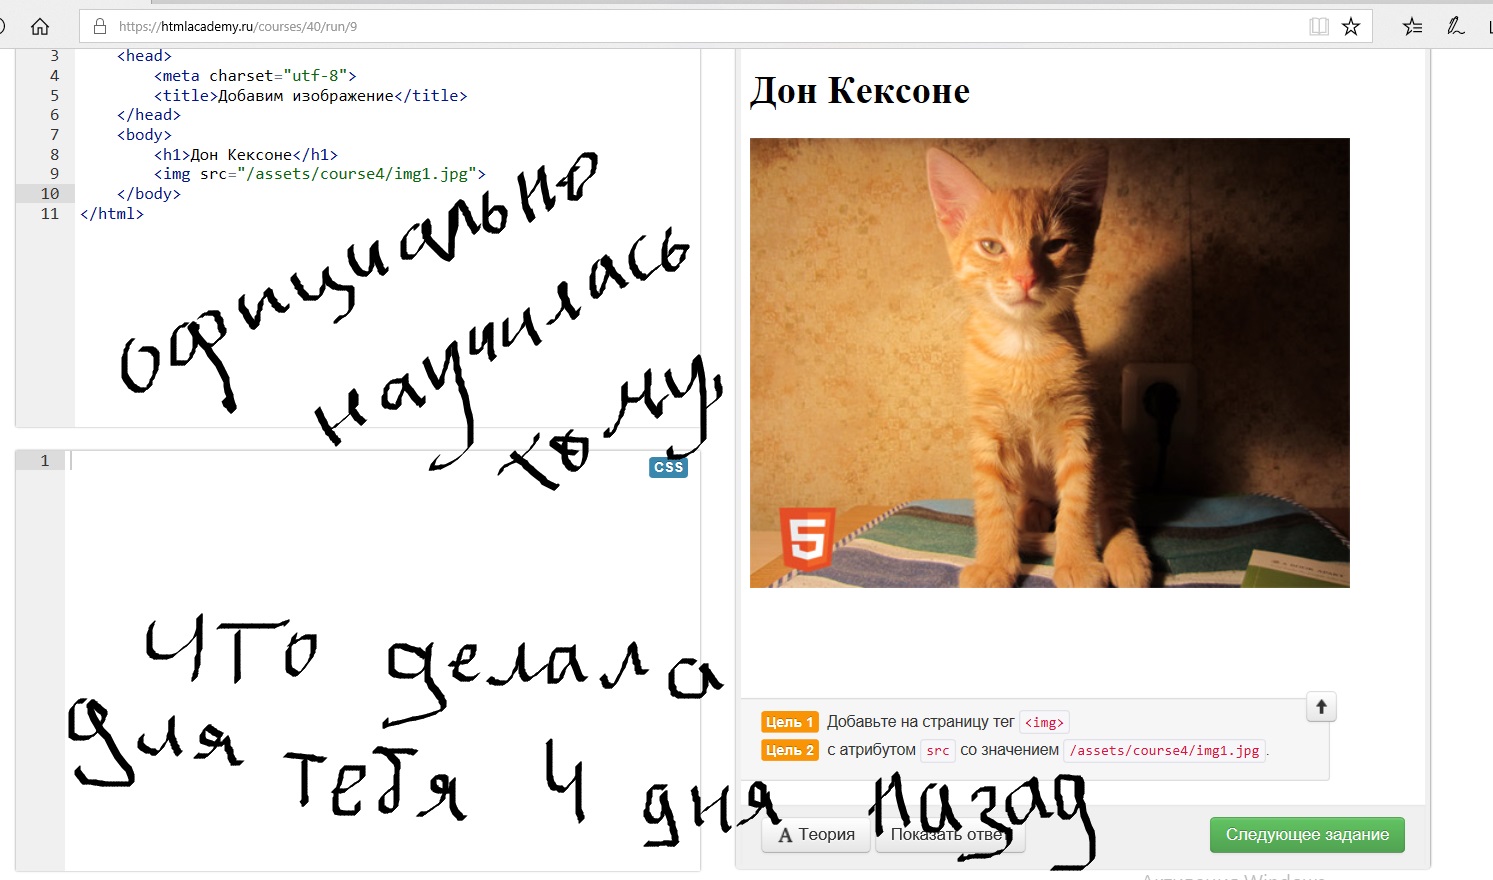 https://htmlacademy.ru/courses/40/run/9
3 <head>
4 <meta charset="utf-8">
5 <title>Добавим изображение</title>
6 </head>
7 <body>
8 <h1>Дон Кексоне</h1>
9 <img src="/assets/course4/img1.jpg">
10 </body>
11 </html>
официально
научилась
тому,
1
CSS
что делала
для тебя 4 дня назад
Дон Кексоне
5
Цель 1 Добавьте на страницу тег <img>
Цель 2 с атрибутом src со значением /assets/course4/img1.jpg.
A Теория
Показать ответ
Следующее задание